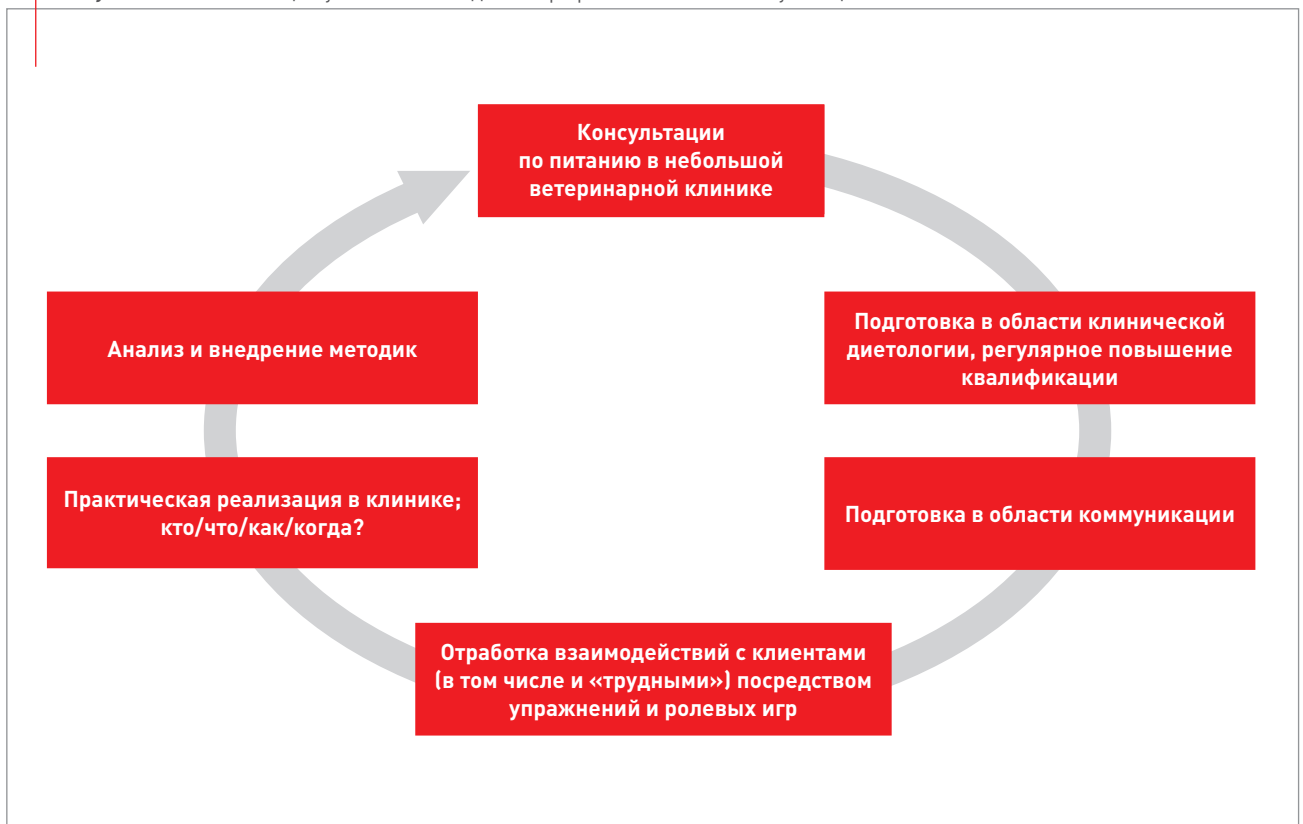 Консультации
по питанию в небольшой
ветеринарной клинике
Подготовка в области клинической
диетологии, регулярное повышение
квалификации
Подготовка в области коммуникации
Отработка взаимодействий с клиентами
(в том числе и «трудными») посредством
упражнений и ролевых игр
Практическая реализация в клинике;
кто/что/как/когда?
Анализ и внедрение методик